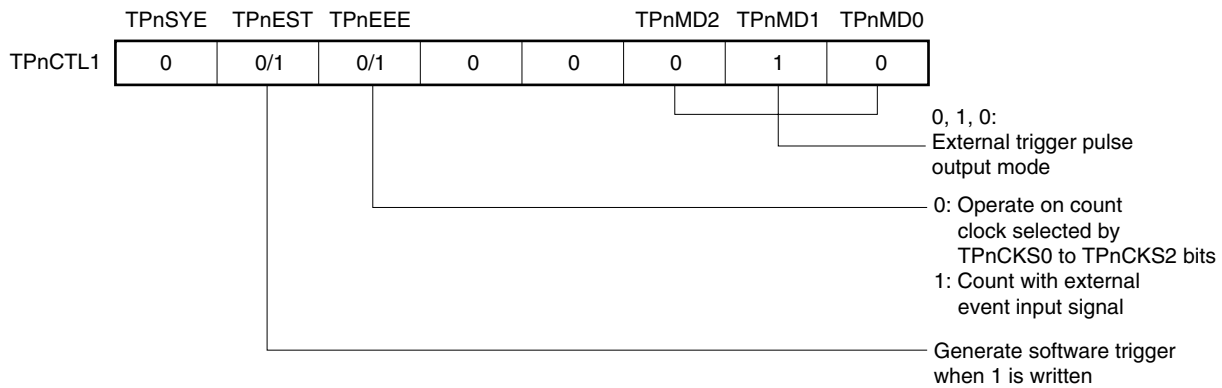 TPnSYE TPnEST TPnEEE TPnMD2 TPnMD1 TPnMD0
TPnCTL1 0 0/1 0/1 0 0 0 1 0
0, 1, 0:
External trigger pulse
output mode
0: Operate on count
clock selected by
TPnCKS0 to TPnCKS2 bits
1: Count with external
event input signal
Generate software trigger
when 1 is written